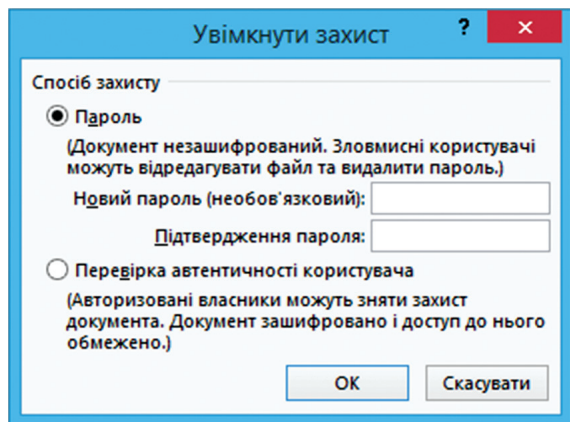 Увімкнути захист
?
×
Спосіб захисту
Пароль
(Документ незашифрований. Зловмисні користувачі
можуть відредагувати файл та видалити пароль.)
Новий пароль (необов'язковий):
Підтвердження пароля:
Перевірка автентичності користувача
(Авторизовані власники можуть зняти захист
документа. Документ зашифровано і доступ до нього
обмежено.)
ОК Скасувати